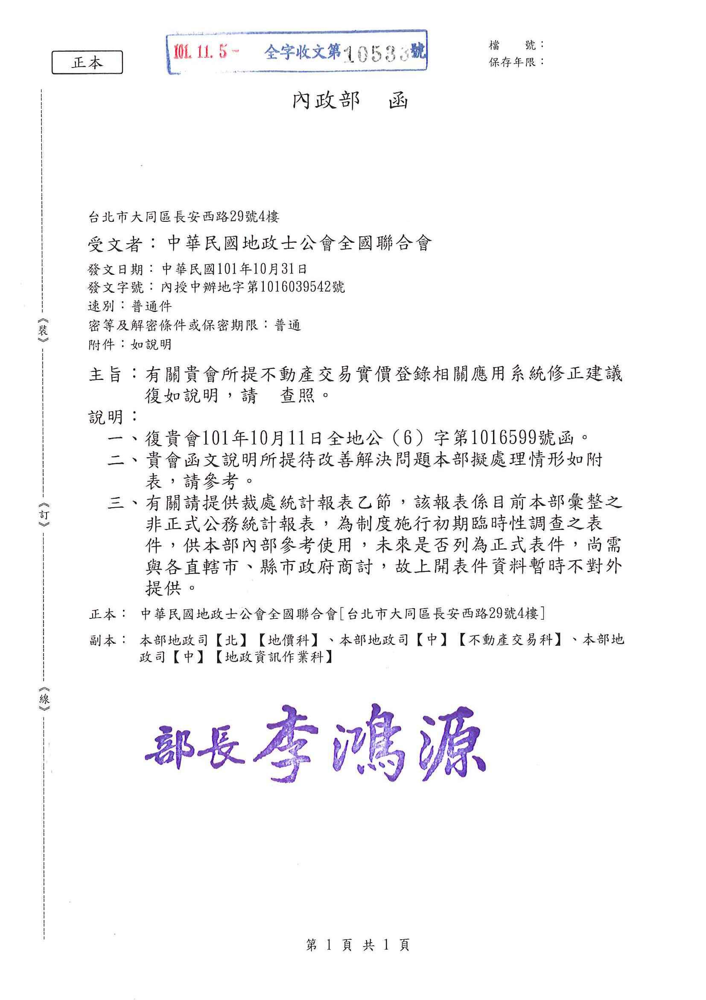 正本
101. 11. 5- 全字收文第10533號
檔　　號：
保存年限：
內政部　函
台北市大同區長安西路29號4樓
受文者：中華民國地政士公會全國聯合會
發文日期：中華民國101年10月31日
發文字號：內授中辦地字第1016039542號
速別：普通件
密等及解密條件或保密期限：普通
附件：如說明
主旨：有關貴會所提不動產交易實價登錄相關應用系統修正建議
復如說明，請　查照。
說明：
一、復貴會101年10月11日全地公（6）字第1016599號函。
二、貴會函文說明所提待改善解決問題本部擬處理情形如附
表，請參考。
三、有關請提供裁處統計報表乙節，該報表係目前本部彙整之
非正式公務統計報表，為制度施行初期臨時性調查之表
件，供本部內部參考使用，未來是否列為正式表件，尚需
與各直轄市、縣市政府商討，故上開表件資料暫時不對外
提供。
正本：中華民國地政士公會全國聯合會[台北市大同區長安西路29號4樓]
副本：本部地政司【北】【地價科】、本部地政司【中】【不動產交易科】、本部地
政司【中】【地政資訊作業科】
部長李鴻源
《裝》
《訂》
《線》
第 1 頁 共 1 頁